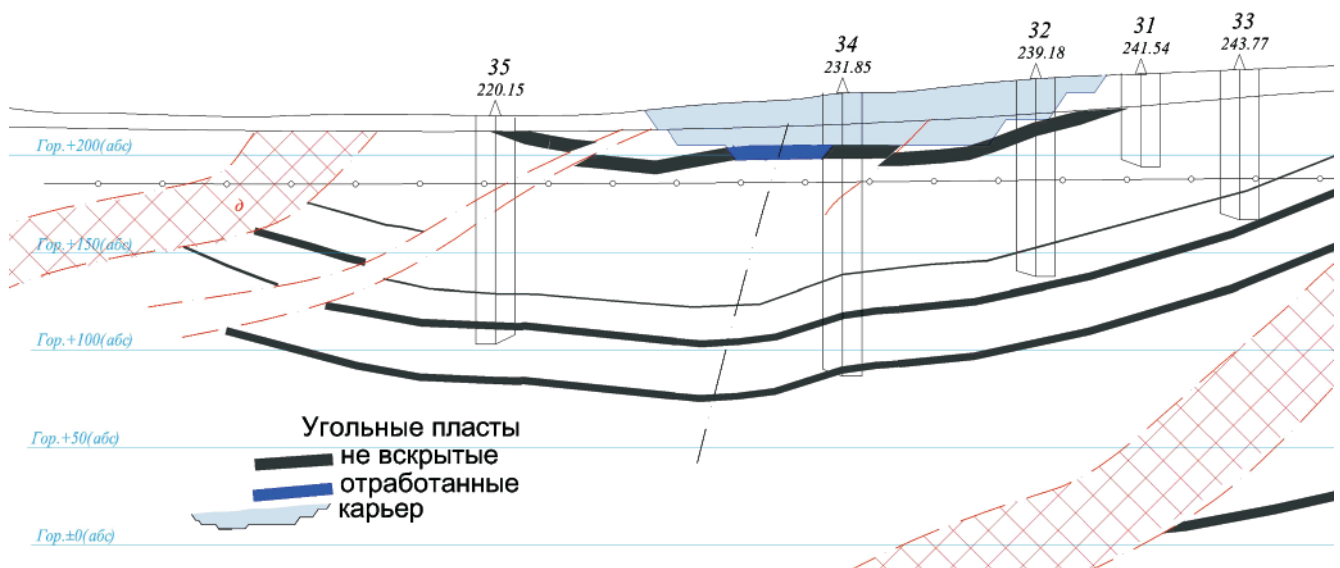 35
220.15
34
231.85
32
239.18
31
241.54
33
243.77
Гор.+200(абс)
д
Гор.+150(абс)
Гор.+100(абс)
Гор.+50(абс)
Гор.±0(абс)
Угольные пласты
не вскрытые
отработанные
карьер